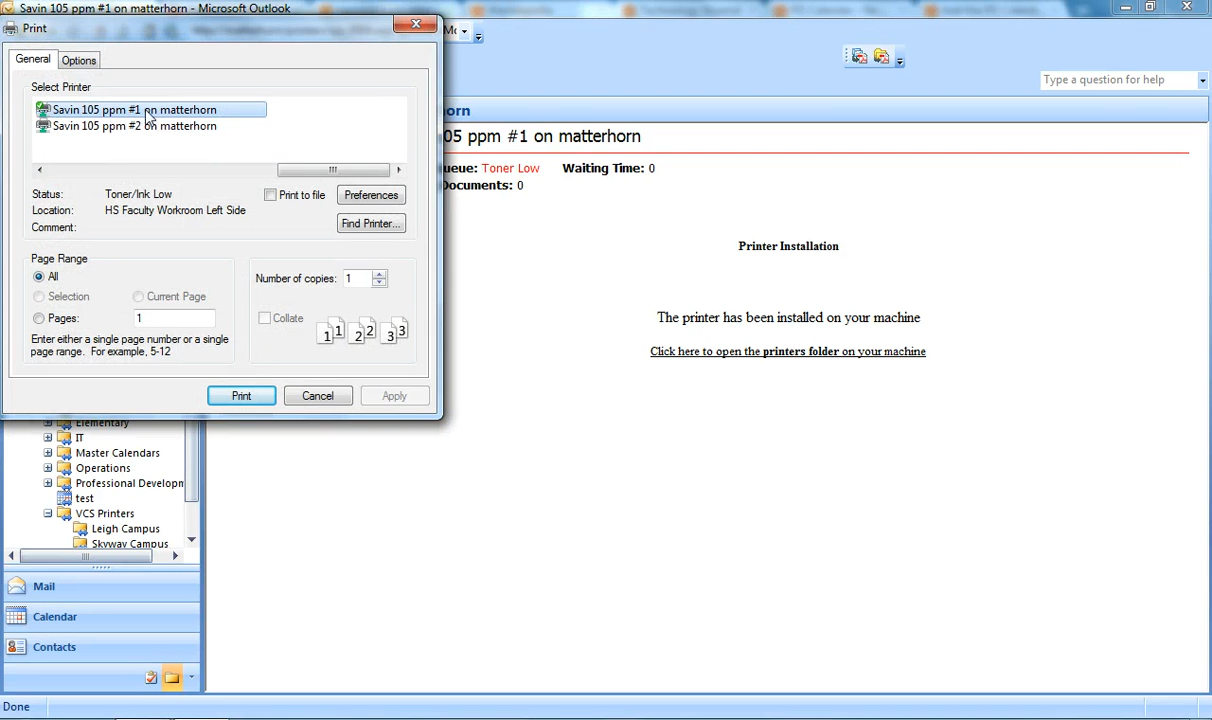 Savin 105 ppm #1 on matterhorn - Microsoft Outlook
Print
General
Options
Select Printer
Savin 105 ppm #1 on matterhorn
Savin 105 ppm #2 on matterhorn
Status:
Toner/Ink Low
Print to file
Preferences
Location:
HS Faculty Workroom Left Side
Comment:
Find Printer...
Page Range
All
Selection
Current Page
Pages:
1
Enter either a single page number or a single
page range. For example, 5-12
Number of copies:
1
Collate
1 1 2 2 3 3
Print
Cancel
Apply
Type a question for help
orn
05 ppm #1 on matterhorn
ueue: Toner Low
Waiting Time: 0
Documents: 0
Printer Installation
The printer has been installed on your machine
Click here to open the printers folder on your machine
Elementary
IT
Master Calendars
Operations
Professional Developm
test
VCS Printers
Leigh Campus
Skyway Campus
Mail
Calendar
Contacts
Done